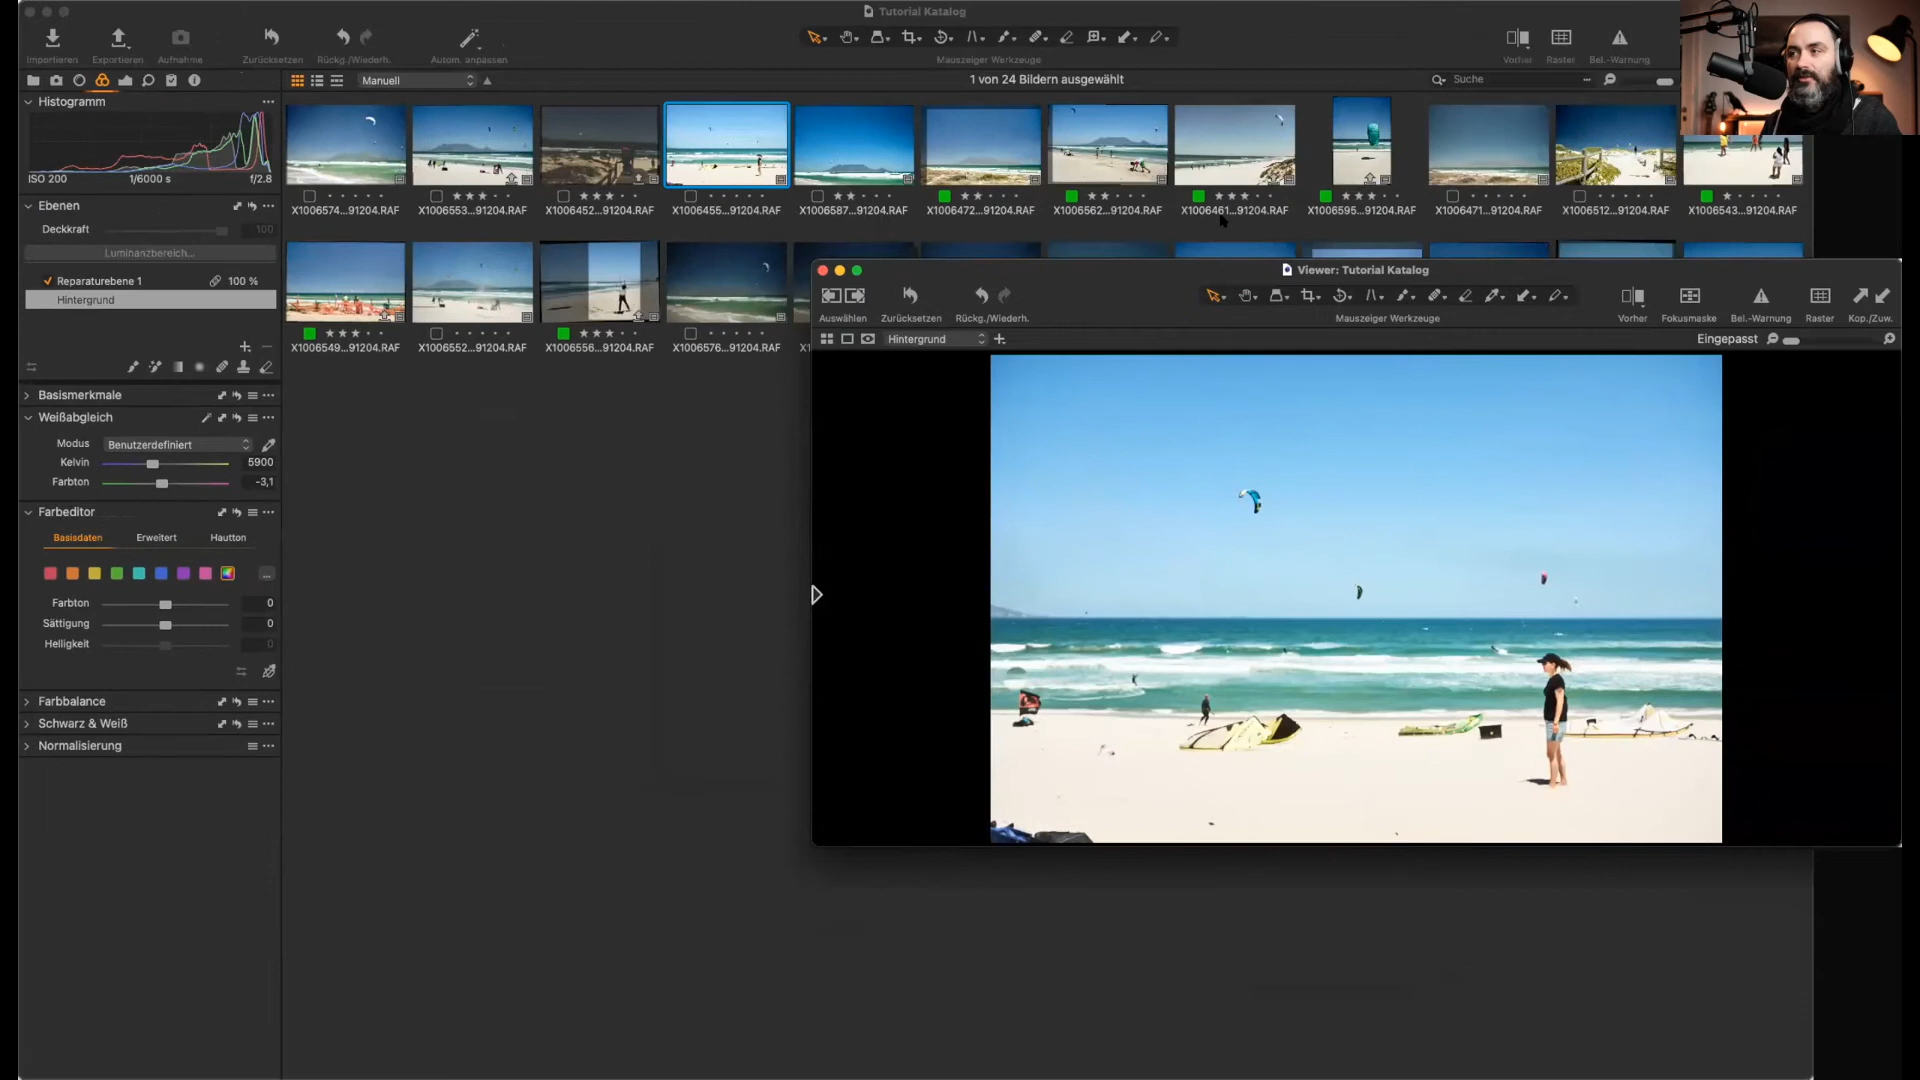 Tutorial Katalog
Importieren Exportieren Aufnahme Zurücksetzen Rückg./Wiederh. Autom. anpassen Mauszeiger Werkzeuge Vorher Raster Bel.-Warnung
Manuell 1 von 24 Bildern ausgewählt Suche
Histogramm
ISO 200 1/6000 s f/2.8
X1006574...91204.RAF X1006553...91204.RAF X1006452...91204.RAF X1006455...91204.RAF X1006587...91204.RAF X1006472...91204.RAF X1006562...91204.RAF X1006461...91204.RAF X1006595...91204.RAF X1006471...91204.RAF X1006512...91204.RAF X1006543...91204.RAF
Ebenen
Deckkraft 100
Luminanzbereich...
Reparaturebene 1 100 %
Hintergrund
X1006549...91204.RAF X1006552...91204.RAF X1006556...91204.RAF X1006576...91204.RAF
Viewer: Tutorial Katalog
Auswählen Zurücksetzen Rückg./Wiederh. Mauszeiger Werkzeuge Vorher Fokusmaske Bel.-Warnung Raster Kop./Zuw.
Hintergrund Eingepasst
Basismerkmale
Weißabgleich
Modus Benutzerdefiniert
Kelvin 5900
Farbton -3,1
Farbeditor
Basisdaten Erweitert Hautton
Farbton 0
Sättigung 0
Helligkeit 0
Farbbalance
Schwarz & Weiß
Normalisierung